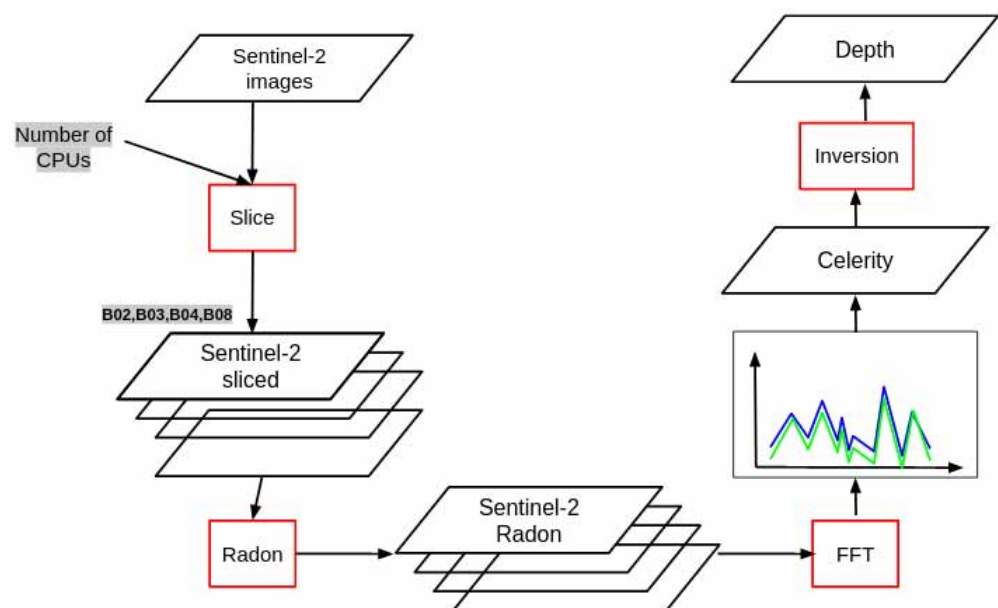 Sentinel-2
images
Number of
CPUs
Slice
B02,B03,B04,B08
Sentinel-2
sliced
Radon
Sentinel-2
Radon
FFT
Celerity
Inversion
Depth